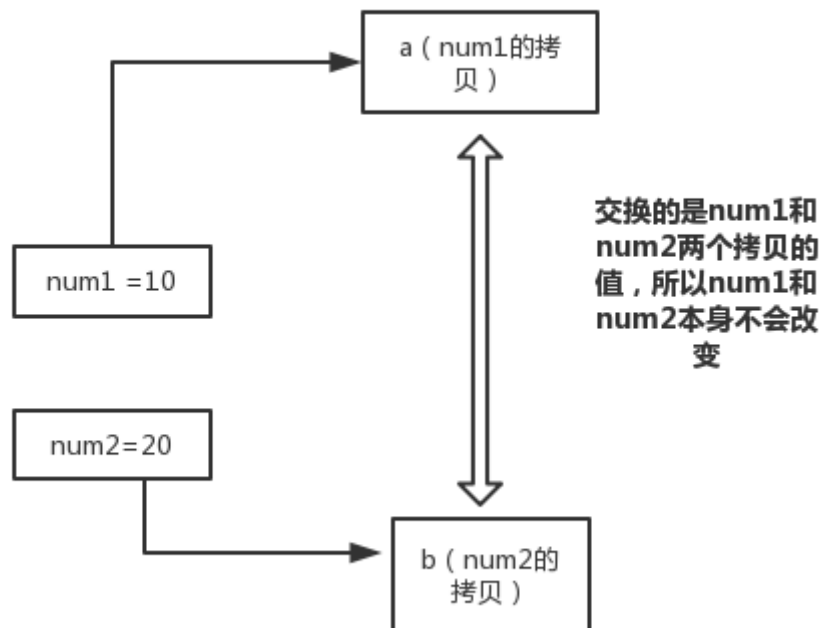 a（num1的拷
贝）
num1 =10
交换的是num1和
num2两个拷贝的
值，所以num1和
num2本身不会改
变
num2=20
b（num2的
拷贝）